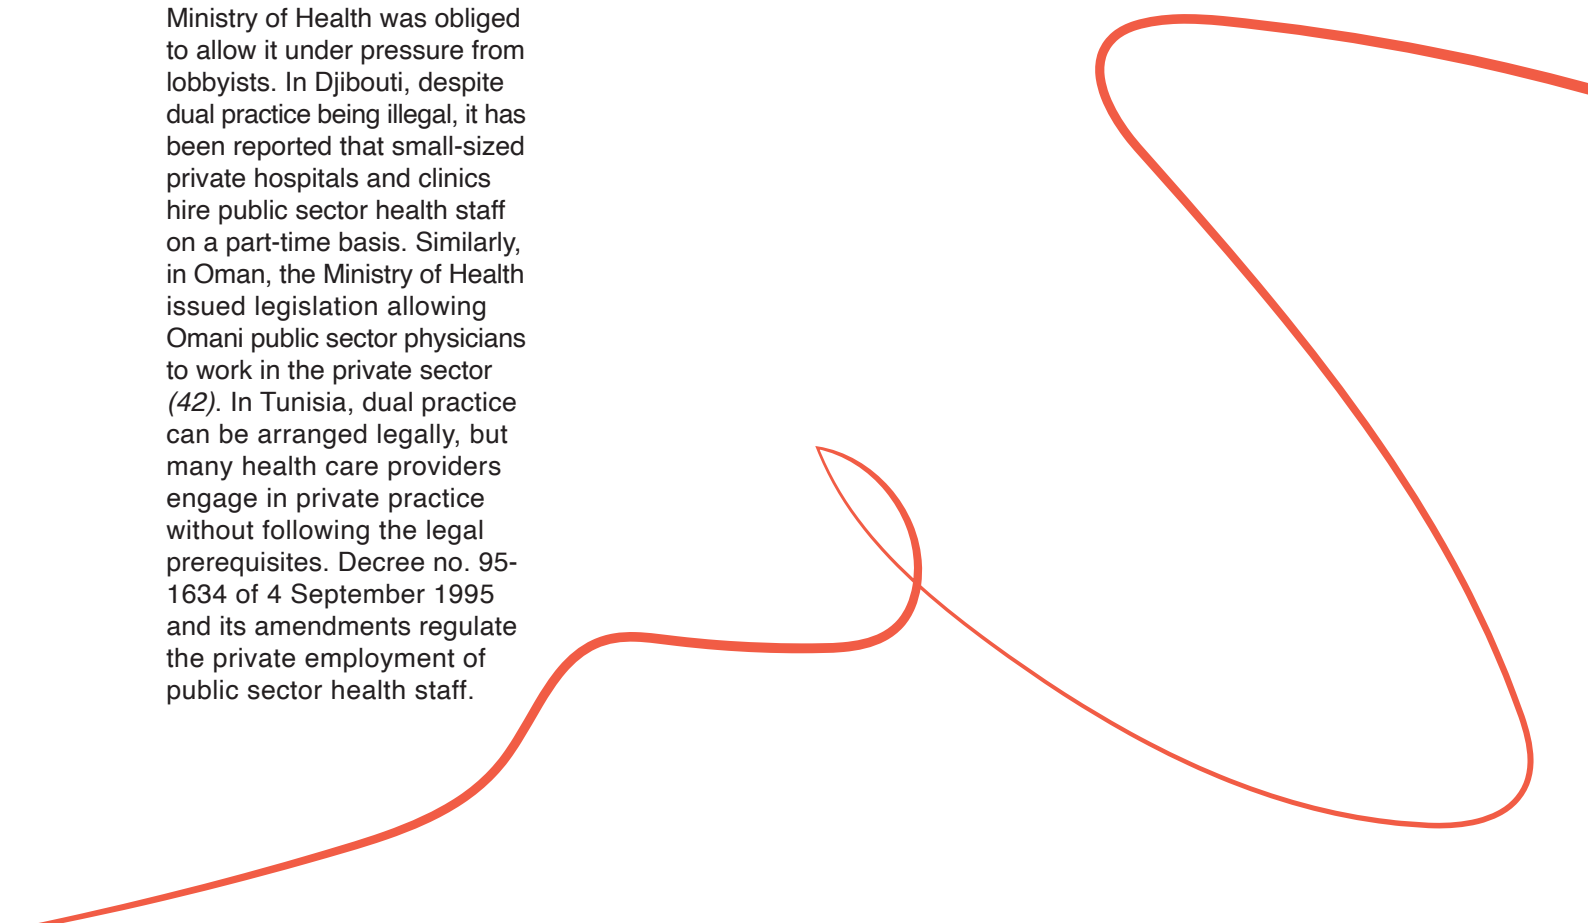 Ministry of Health was obliged
to allow it under pressure from
lobbyists. In Djibouti, despite
dual practice being illegal, it has
been reported that small-sized
private hospitals and clinics
hire public sector health staff
on a part-time basis. Similarly,
in Oman, the Ministry of Health
issued legislation allowing
Omani public sector physicians
to work in the private sector
(42). In Tunisia, dual practice
can be arranged legally, but
many health care providers
engage in private practice
without following the legal
prerequisites. Decree no. 95-
1634 of 4 September 1995
and its amendments regulate
the private employment of
public sector health staff.